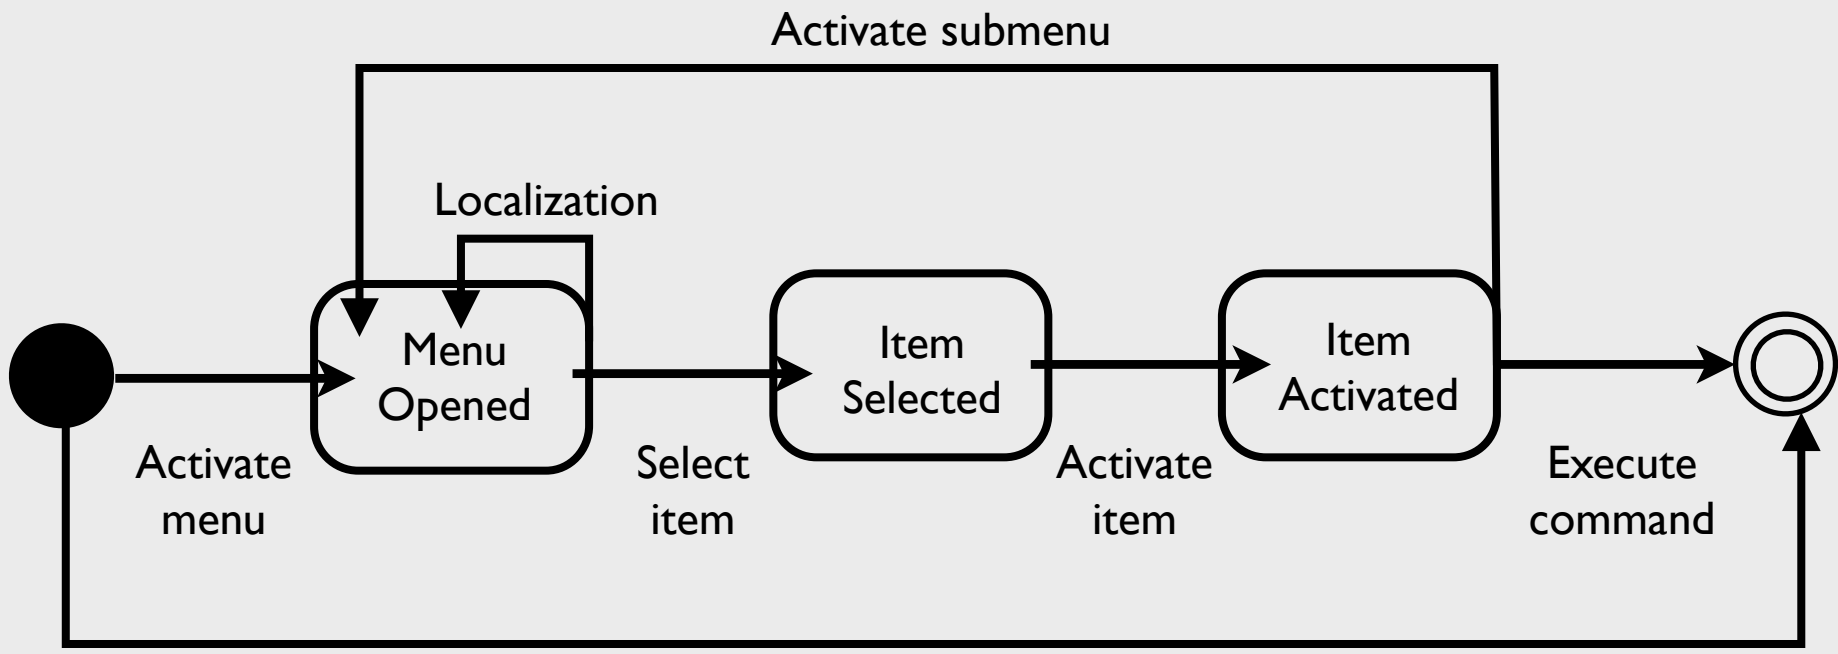 Activate submenu
Localization
Menu
Opened
Item
Selected
Item
Activated
Activate
menu
Select
item
Activate
item
Execute
command